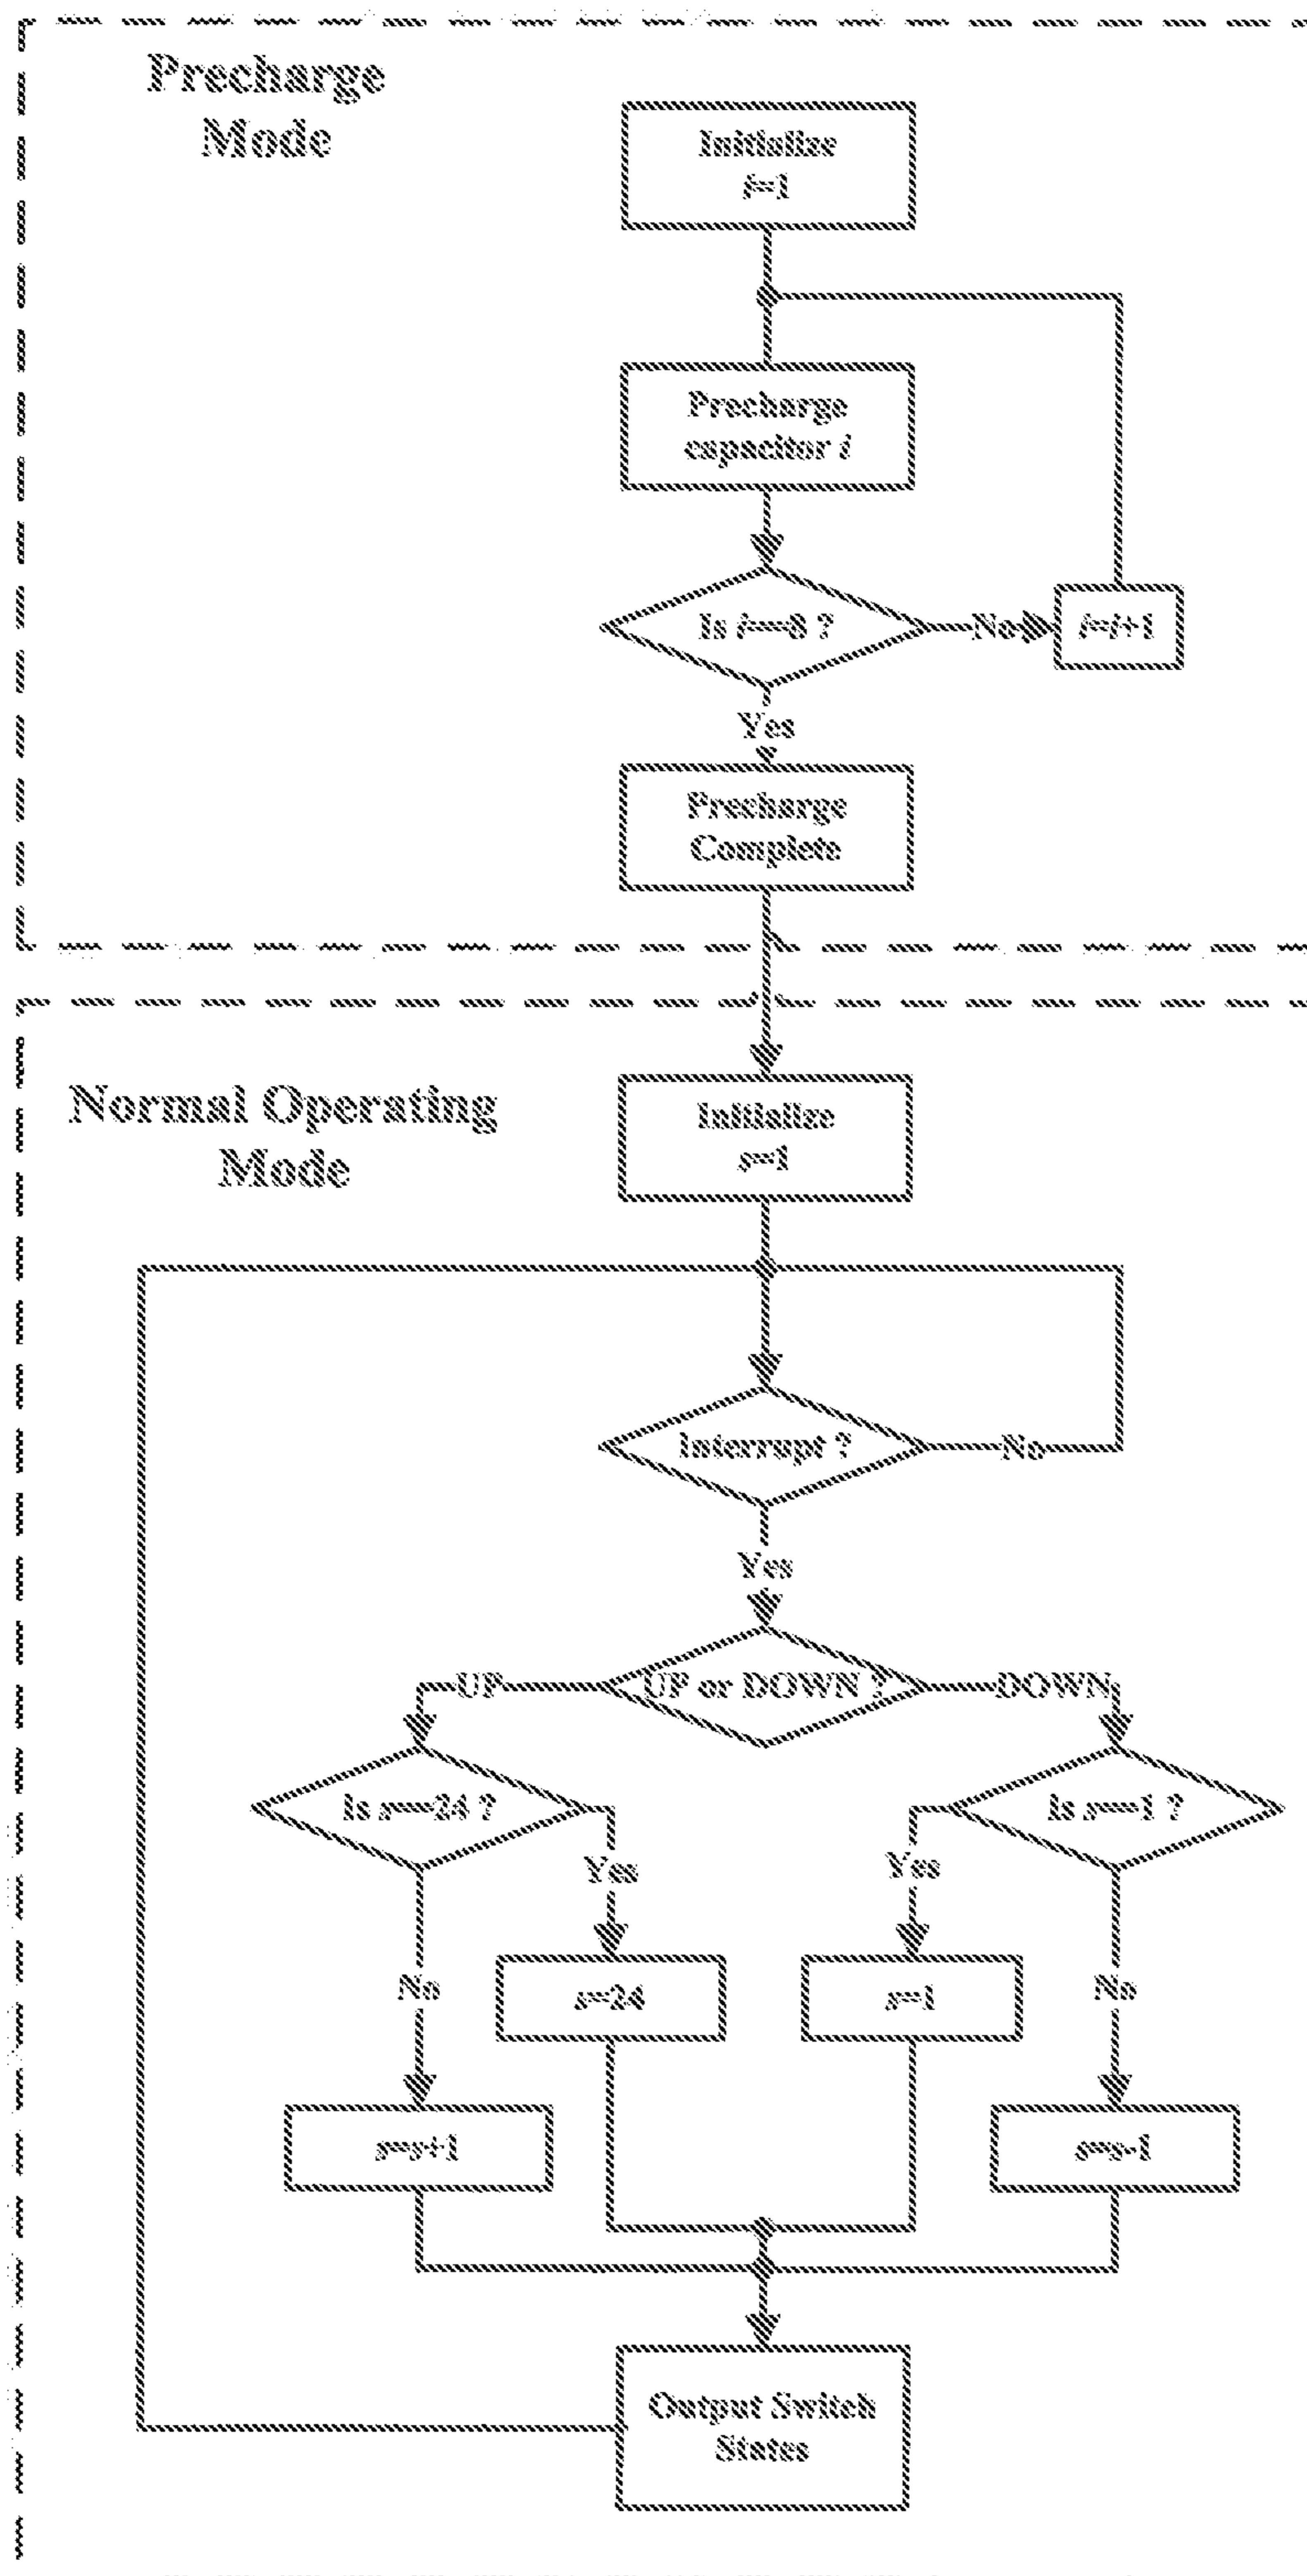 Precharge
Mode
Initialize
i=1
Precharge
capacitor i
Is i==8 ?
No
i=i+1
Yes
Precharge
Complete
Normal Operating
Mode
Initialize
s=1
Interrupt ?
No
Yes
UP
UP or DOWN ?
DOWN
Is s==24 ?
Is s==1 ?
Yes
Yes
No
s=24
s=1
No
s=s+1
s=s-1
Output Switch
States